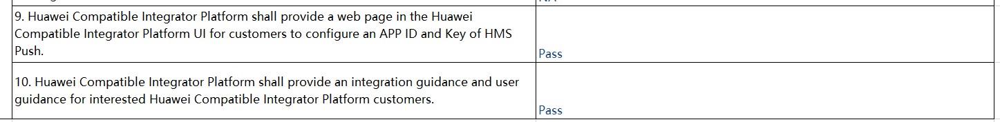 9. Huawei Compatible Integrator Platform shall provide a web page in the Huawei
Compatible Integrator Platform UI for customers to configure an APP ID and Key of HMS
Push.
Pass
10. Huawei Compatible Integrator Platform shall provide an integration guidance and user
guidance for interested Huawei Compatible Integrator Platform customers.
Pass